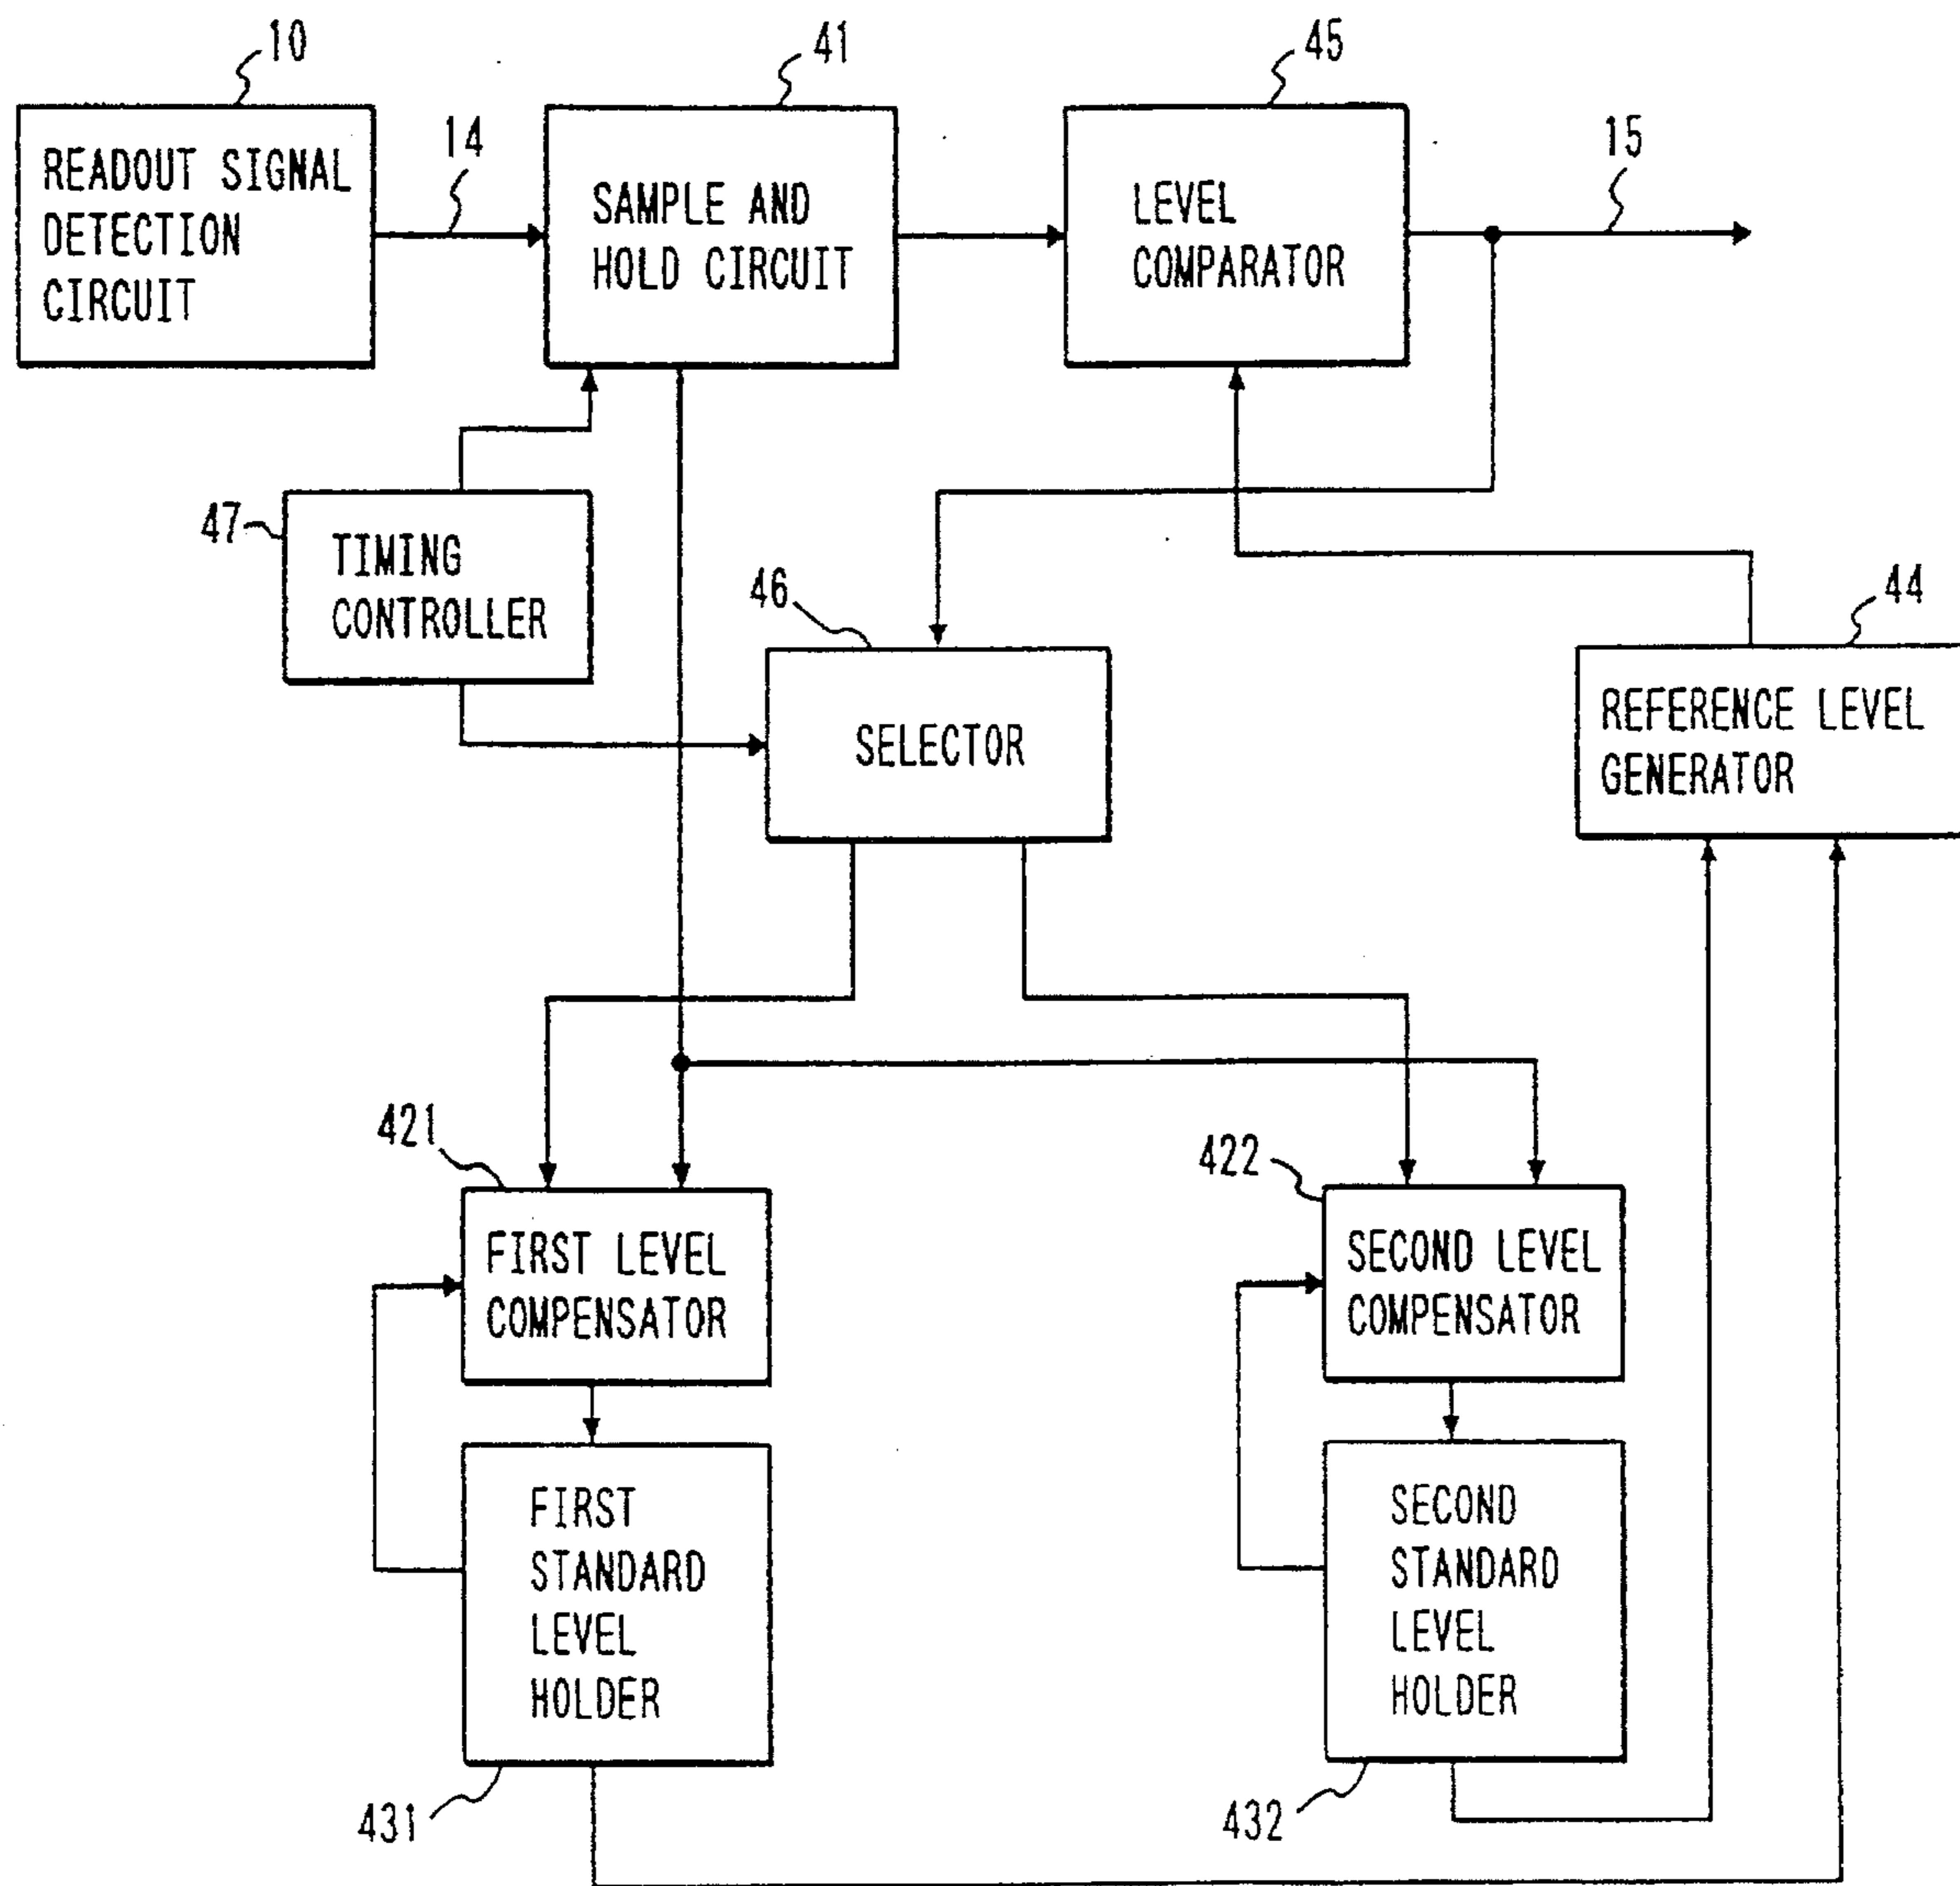 10
41
45
READOUT SIGNAL
DETECTION
CIRCUIT
14
SAMPLE AND
HOLD CIRCUIT
LEVEL
COMPARATOR
15
47
TIMING
CONTROLLER
46
SELECTOR
44
REFERENCE LEVEL
GENERATOR
421
FIRST LEVEL
COMPENSATOR
422
SECOND LEVEL
COMPENSATOR
FIRST
STANDARD
LEVEL
HOLDER
431
SECOND
STANDARD
LEVEL
HOLDER
432